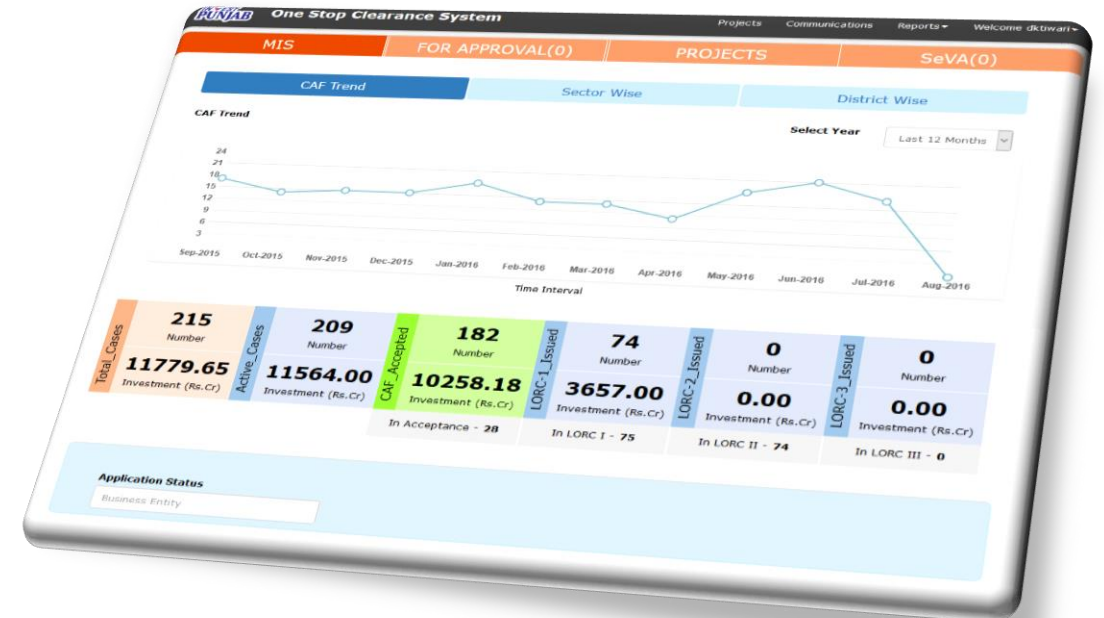 PUNJAB One Stop Clearance System Projects Communications Reports Welcome dktiwari
MIS FOR APPROVAL(0) PROJECTS SeVA(0)
CAF Trend Sector Wise District Wise
CAF Trend
Select Year Last 12 Months
24
21
18
15
12
9
6
3
Sep-2015 Oct-2015 Nov-2015 Dec-2015 Jan-2016 Feb-2016 Mar-2016 Apr-2016 May-2016 Jun-2016 Jul-2016 Aug-2016
Time Interval
Total_Cases
215
Number
11779.65
Investment (Rs.Cr)
Active_Cases
209
Number
11564.00
Investment (Rs.Cr)
CAF_Accepted
182
Number
10258.18
Investment (Rs.Cr)
In Acceptance - 28
LORC-1_Issued
74
Number
3657.00
Investment (Rs.Cr)
In LORC I - 75
LORC-2_Issued
0
Number
0.00
Investment (Rs.Cr)
In LORC II - 74
LORC-3_Issued
0
Number
0.00
Investment (Rs.Cr)
In LORC III - 0
Application Status
Business Entity